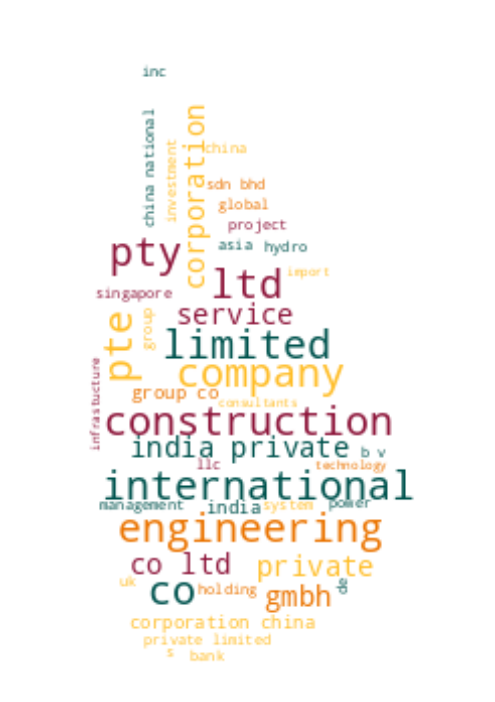 inc
china national
investment
corporation
china
sdn bhd
global
project
asia
hydro
pty
import
ltd
singapore
service
pte
group
limited
company
infrastucture
group co
consultants
construction
india private
b v
llc
technology
international
management
india
system
power
engineering
co ltd
private
uk
co
holding
gmbh
de
corporation china
private limited
s
bank